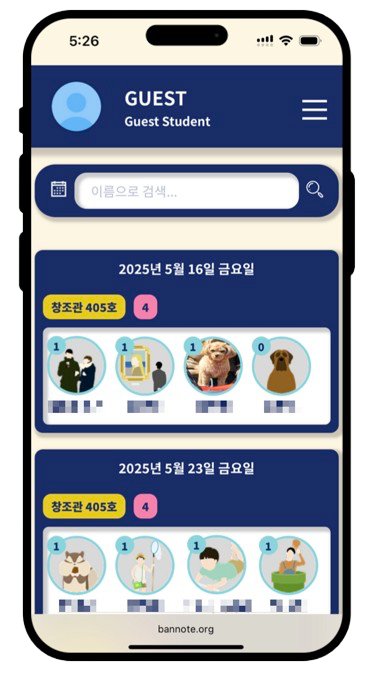 5:26
GUEST
Guest Student
이름으로 검색...
2025년 5월 16일 금요일
창조관 405호 4
1 1 1 0
2025년 5월 23일 금요일
창조관 405호 4
1 1 1 1
bannote.org